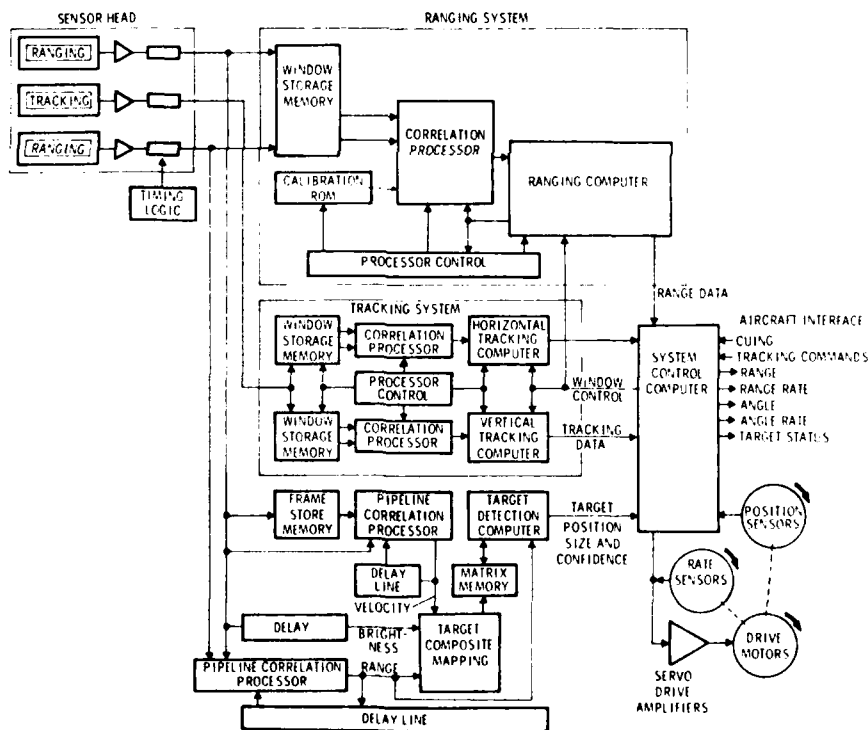 SENSOR HEAD
RANGING SYSTEM
RANGING
TRACKING
RANGING
TIMING
LOGIC
WINDOW
STORAGE
MEMORY
CORRELATION
PROCESSOR
CALIBRATION
ROM
RANGING COMPUTER
PROCESSOR CONTROL
RANGE DATA
TRACKING SYSTEM
WINDOW
STORAGE
MEMORY
CORRELATION
PROCESSOR
HORIZONTAL
TRACKING
COMPUTER
PROCESSOR
CONTROL
WINDOW
STORAGE
MEMORY
CORRELATION
PROCESSOR
VERTICAL
TRACKING
COMPUTER
WINDOW
CONTROL
TRACKING
DATA
SYSTEM
CONTROL
COMPUTER
AIRCRAFT INTERFACE
CUING
TRACKING COMMANDS
RANGE
RANGE RATE
ANGLE
ANGLE RATE
TARGET STATUS
FRAME
STORE
MEMORY
PIPELINE
CORRELATION
PROCESSOR
TARGET
DETECTION
COMPUTER
TARGET
POSITION
SIZE AND
CONFIDENCE
POSITION
SENSORS
DELAY
LINE
MATRIX
MEMORY
RATE
SENSORS
VELOCITY
DELAY
BRIGHT-
NESS
TARGET
COMPOSITE
MAPPING
DRIVE
MOTORS
PIPELINE CORRELATION
PROCESSOR
RANGE
SERVO
DRIVE
AMPLIFIERS
DELAY LINE